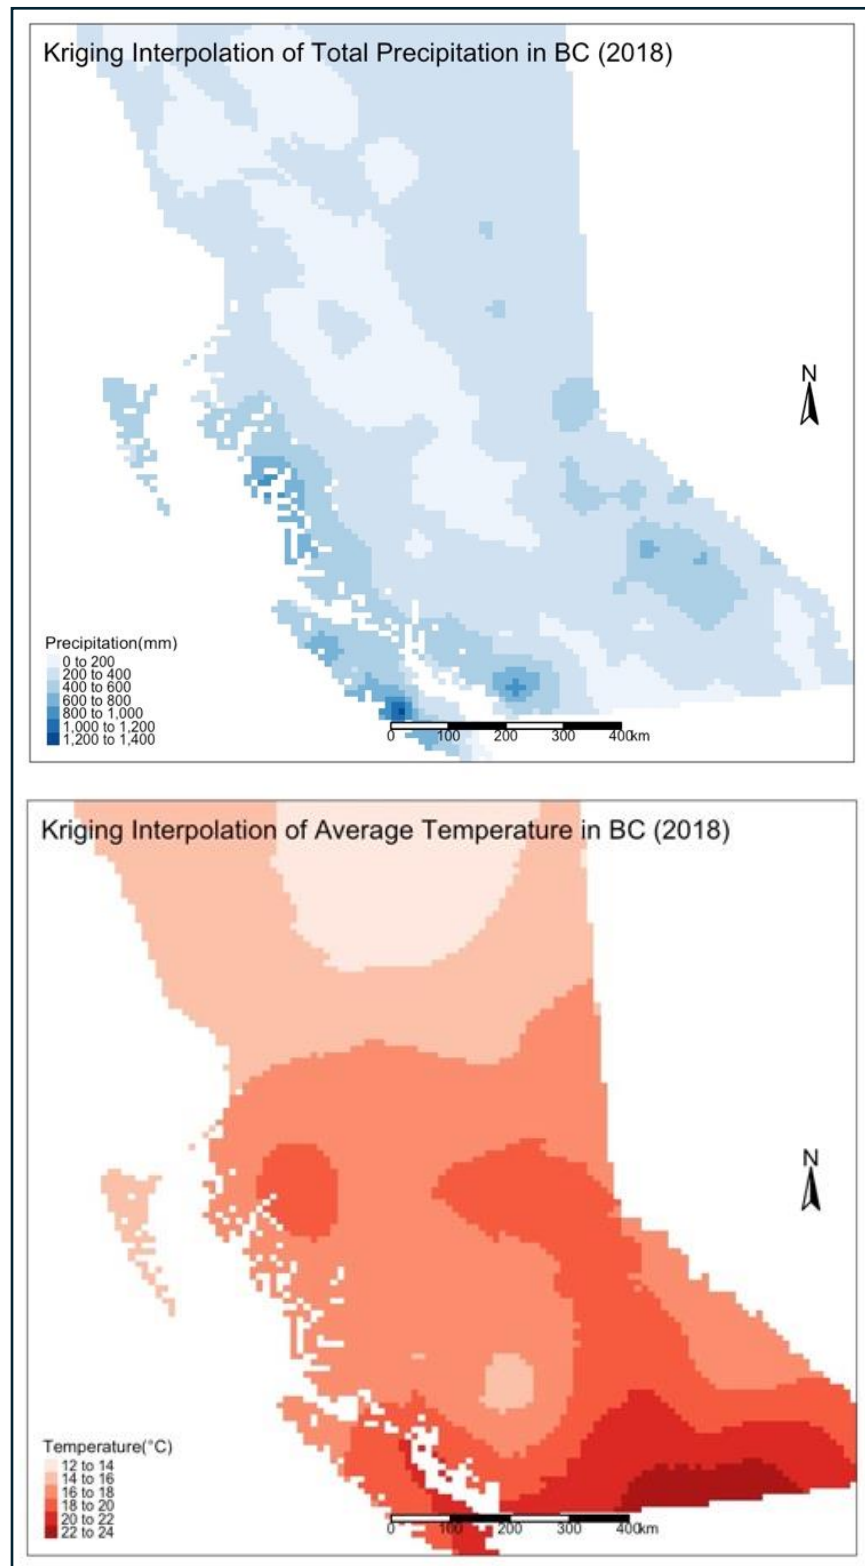 Kriging Interpolation of Total Precipitation in BC (2018)
N
Precipitation(mm)
0 to 200
200 to 400
400 to 600
600 to 800
800 to 1,000
1,000 to 1,200
1,200 to 1,400
0 100 200 300 400km
Kriging Interpolation of Average Temperature in BC (2018)
N
Temperature(°C)
12 to 14
14 to 16
16 to 18
18 to 20
20 to 22
22 to 24
0 100 200 300 400km